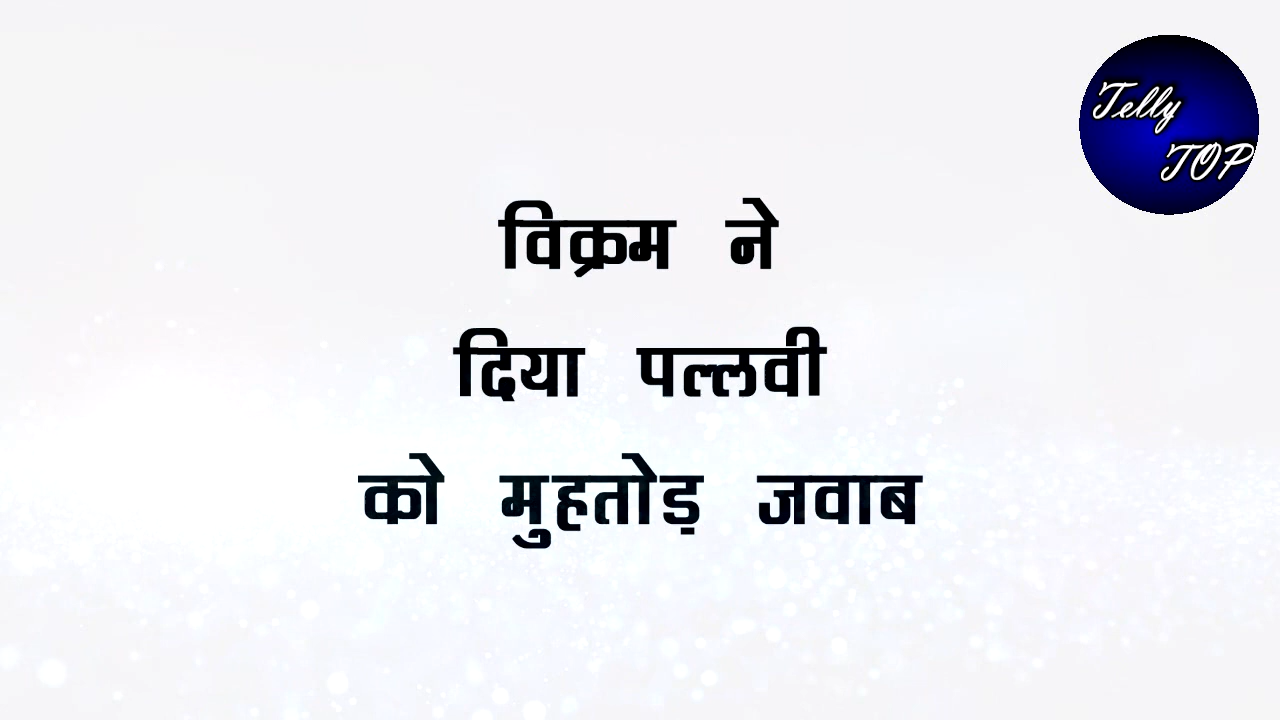 Telly
TOP
विक्रम ने
दिया पल्लवी
को मुहतोड़ जवाब